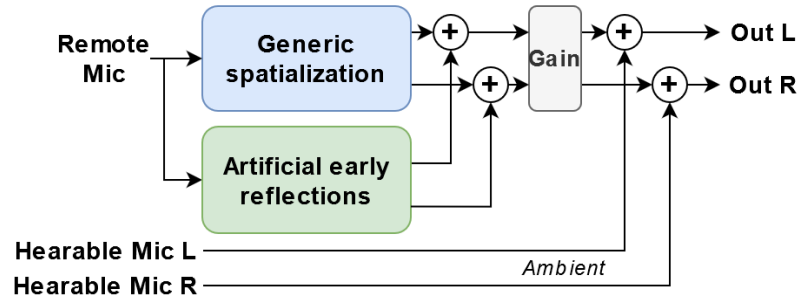 Remote
Mic
Generic
spatialization
+
+
Gain
+
+
Out L
Out R
Artificial early
reflections
Hearable Mic L
Hearable Mic R
Ambient